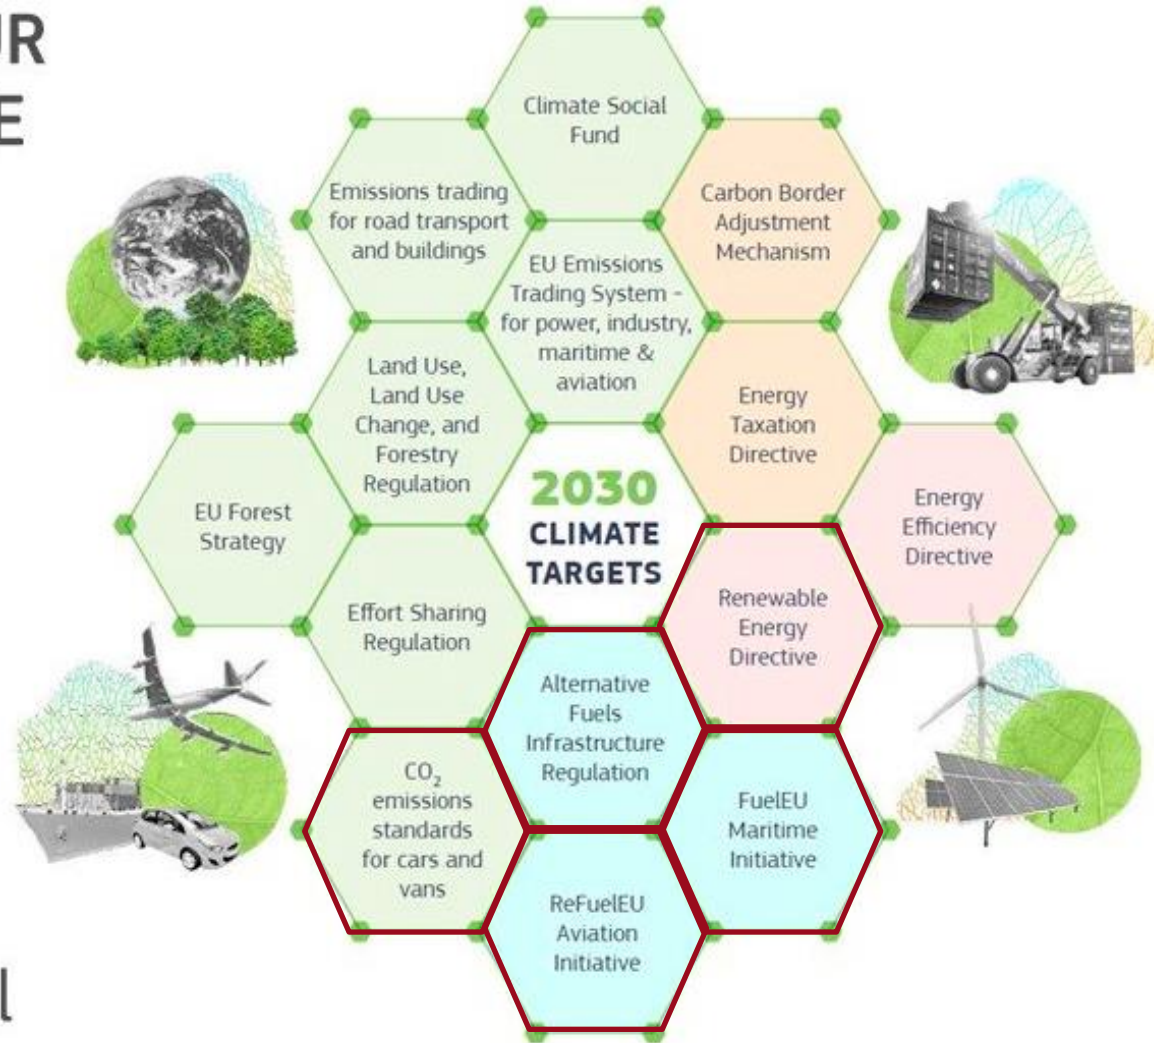 UR
E
Climate Social
Fund
Emissions trading
for road transport
and buildings
Carbon Border
Adjustment
Mechanism
EU Emissions
Trading System -
for power, industry,
maritime &
aviation
Land Use,
Land Use
Change, and
Forestry
Regulation
Energy
Taxation
Directive
EU Forest
Strategy
2030
CLIMATE
TARGETS
Energy
Efficiency
Directive
Effort Sharing
Regulation
Renewable
Energy
Directive
Alternative
Fuels
Infrastructure
Regulation
CO₂
emissions
standards
for cars and
vans
FuelEU
Maritime
Initiative
ReFuelEU
Aviation
Initiative
l